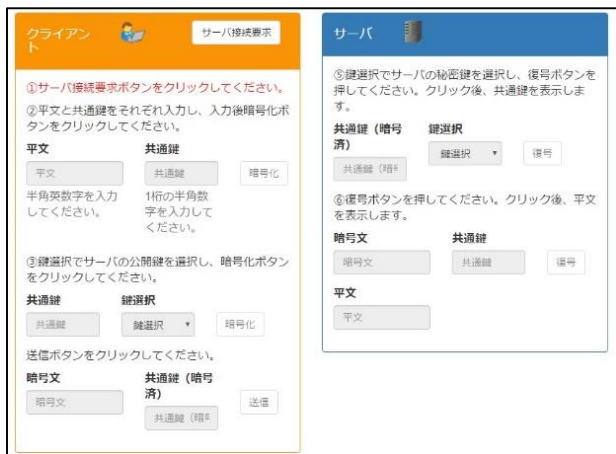 クライアン
ト
サーバ接続要求
①サーバ接続要求ボタンをクリックしてください。
②平文と共通鍵をそれぞれ入力し、入力後暗号化ボ
タンをクリックしてください。
平文 共通鍵
平文 共通鍵 暗号化
半角英数字を入力
してください。
1桁の半角数
字を入力して
ください。
③鍵選択でサーバの公開鍵を選択し、暗号化ボタン
をクリックしてください。
共通鍵 鍵選択
共通鍵 鍵選択 暗号化
送信ボタンをクリックしてください。
暗号文 共通鍵（暗号
済）
暗号文 共通鍵（暗 送信
サーバ
⑤鍵選択でサーバの秘密鍵を選択し、復号ボタンを
押してください。クリック後、共通鍵を表示しま
す。
共通鍵（暗号
済）
鍵選択
共通鍵（暗 鍵選択 復号
⑥復号ボタンを押してください。クリック後、平文
を表示します。
暗号文 共通鍵
暗号文 共通鍵 復号
平文
平文